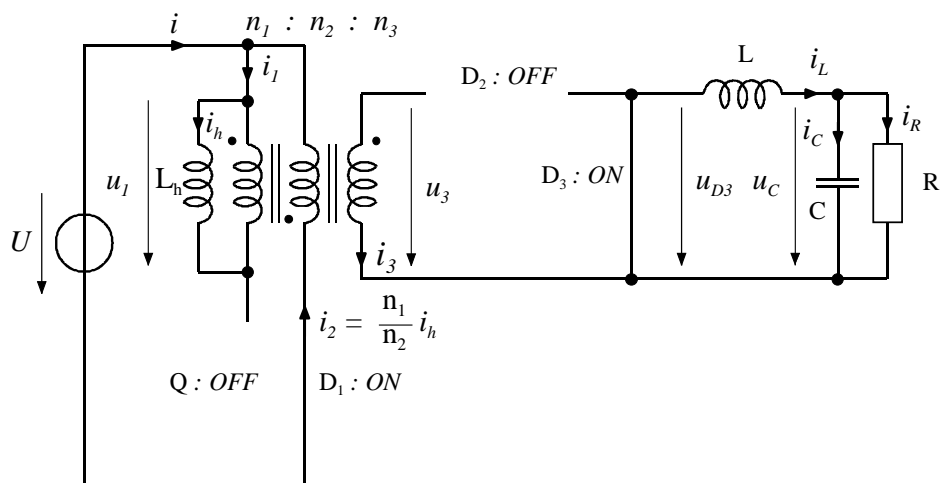 i n1 : n2 : n3
i1
D2 : OFF
L iL
ih iC iR
u1 Lh u3 D3 : ON uD3 uC C R
U
i3
i2 = n1/n2 ih
Q : OFF D1 : ON